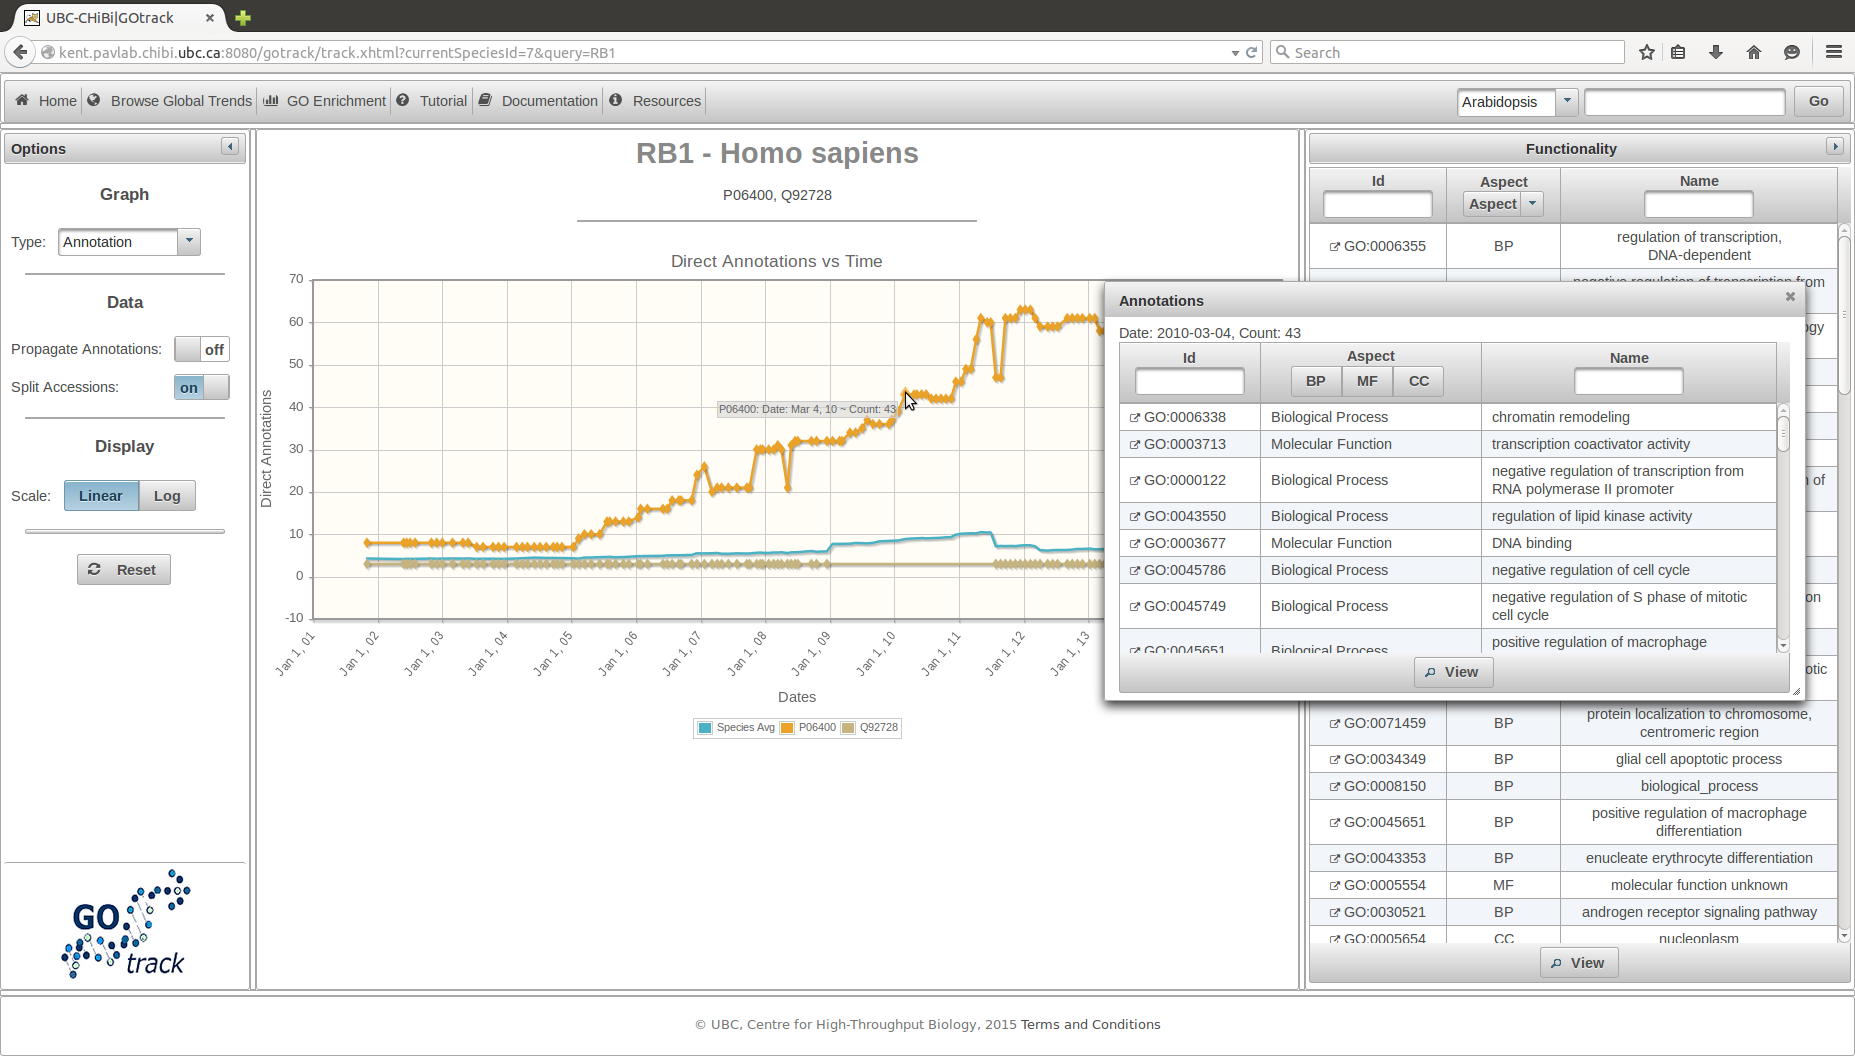 UBC-CHiBi|GOtrack
kent.pavlab.chibi.ubc.ca:8080/gotrack/track.xhtml?currentSpeciesId=7&query=RB1
Search
Home
Browse Global Trends
GO Enrichment
Tutorial
Documentation
Resources
Arabidopsis
Go
Options
Graph
Type: Annotation
Data
Propagate Annotations: off
Split Accessions: on
Display
Scale: Linear Log
Reset
GO
track
RB1 - Homo sapiens
P06400, Q92728
Direct Annotations vs Time
Direct Annotations
70
60
50
40
30
20
10
0
-10
P06400: Date: Mar 4, 10 ~ Count: 43
Jan 1, 01
Jan 1, 02
Jan 1, 03
Jan 1, 04
Jan 1, 05
Jan 1, 06
Jan 1, 07
Jan 1, 08
Jan 1, 09
Jan 1, 10
Jan 1, 11
Jan 1, 12
Jan 1, 13
Dates
Species Avg P06400 Q92728
Annotations
Date: 2010-03-04, Count: 43
Id Aspect Name
BP MF CC
GO:0006338 Biological Process chromatin remodeling
GO:0003713 Molecular Function transcription coactivator activity
GO:0000122 Biological Process negative regulation of transcription from
RNA polymerase II promoter
GO:0043550 Biological Process regulation of lipid kinase activity
GO:0003677 Molecular Function DNA binding
GO:0045786 Biological Process negative regulation of cell cycle
GO:0045749 Biological Process negative regulation of S phase of mitotic
cell cycle
GO:0045651 Biological Process positive regulation of macrophage
View
Functionality
Id Aspect Name
Aspect
GO:0006355 BP regulation of transcription,
DNA-dependent
negative regulation of transcription from
of
GO:0071459 BP protein localization to chromosome,
centromeric region
GO:0034349 BP glial cell apoptotic process
GO:0008150 BP biological_process
GO:0045651 BP positive regulation of macrophage
differentiation
GO:0043353 BP enucleate erythrocyte differentiation
GO:0005554 MF molecular function unknown
GO:0030521 BP androgen receptor signaling pathway
GO:0005654 CC nucleoplasm
View
© UBC, Centre for High-Throughput Biology, 2015 Terms and Conditions